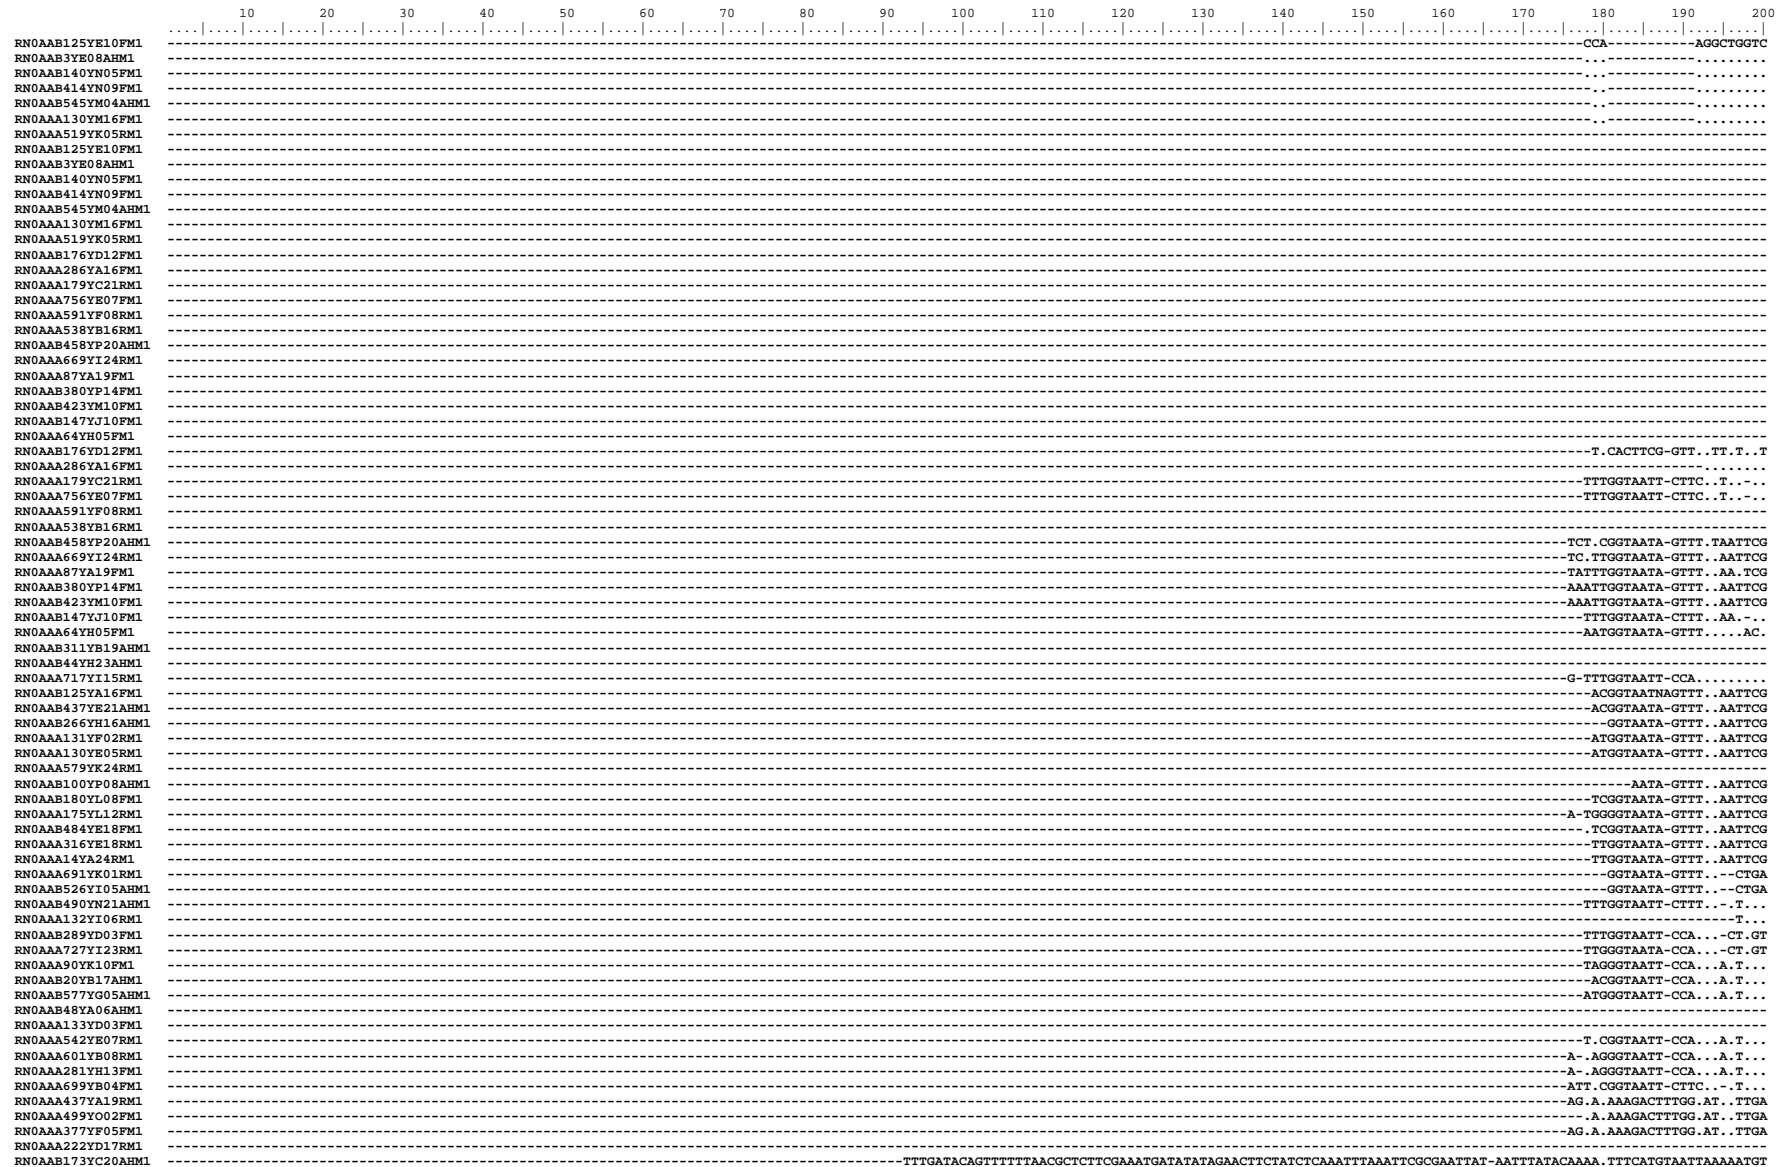 10 20 30 40 50 60 70 80 90 100 110 120 130 140 150 160 170 180 190 200
RN0AAB125YE10FM1 CCA-----------AGGCTGGTC
RN0AAB3YE08AHM1 ...-----------.........
RN0AAB140YN05FM1 ...-----------.........
RN0AAB414YN09FM1 ..-----------.........
RN0AAB545YM04AHM1 ..-----------.........
RN0AAA130YM16FM1 ..-----------.........
RN0AAA519YK05RM1
RN0AAB125YE10FM1
RN0AAB3YE08AHM1
RN0AAB140YN05FM1
RN0AAB414YN09FM1
RN0AAB545YM04AHM1
RN0AAA130YM16FM1
RN0AAA519YK05RM1
RN0AAB176YD12FM1
RN0AAA286YA16FM1
RN0AAA179YC21RM1
RN0AAA756YE07FM1
RN0AAA591YF08RM1
RN0AAA538YB16RM1
RN0AAB458YP20AHM1
RN0AAA669YI24RM1
RN0AAA87YA19FM1
RN0AAB380YP14FM1
RN0AAB423YM10FM1
RN0AAB147YJ10FM1
RN0AAA64YH05FM1
RN0AAB176YD12FM1 T.CACTTCG-GTT..TT.T..T
RN0AAA286YA16FM1 ........
RN0AAA179YC21RM1 TTTGGTAATT-CTTC..T..-..
RN0AAA756YE07FM1 TTTGGTAATT-CTTC..T..-..
RN0AAA591YF08RM1
RN0AAA538YB16RM1
RN0AAB458YP20AHM1 TCT.CGGTAATA-GTTT.TAATTCG
RN0AAA669YI24RM1 TC.TTGGTAATA-GTTT..AATTCG
RN0AAA87YA19FM1 TATTTGGTAATA-GTTT..AA.TCG
RN0AAB380YP14FM1 AAATTGGTAATA-GTTT..AATTCG
RN0AAB423YM10FM1 AAATTGGTAATA-GTTT..AATTCG
RN0AAB147YJ10FM1 TTTGGTAATA-CTTT..AA.-..
RN0AAA64YH05FM1 AATGGTAATA-GTTT.....AC.
RN0AAB311YB19AHM1
RN0AAB44YH23AHM1
RN0AAA717YI15RM1 G-TTTGGTAATT-CCA.........
RN0AAB125YA16FM1 ACGGTAATNAGTTT..AATTCG
RN0AAB437YE21AHM1 ACGGTAATA-GTTT..AATTCG
RN0AAB266YH16AHM1 GGTAATA-GTTT..AATTCG
RN0AAA131YF02RM1 ATGGTAATA-GTTT..AATTCG
RN0AAA130YE05RM1 ATGGTAATA-GTTT..AATTCG
RN0AAA579YK24RM1
RN0AAB100YP08AHM1 AATA-GTTT..AATTCG
RN0AAB180YL08FM1 TCGGTAATA-GTTT..AATTCG
RN0AAA175YL12RM1 A-TGGGGTAATA-GTTT..AATTCG
RN0AAB484YE18FM1 .TCGGTAATA-GTTT..AATTCG
RN0AAA316YE18RM1 TTGGTAATA-GTTT..AATTCG
RN0AAA14YA24RM1 TTGGTAATA-GTTT..AATTCG
RN0AAA691YK01RM1 GGTAATA-GTTT..--CTGA
RN0AAB526YI05AHM1 GGTAATA-GTTT..--CTGA
RN0AAB490YN21AHM1 TTTGGTAATT-CTTT..-.T...
RN0AAA132YI06RM1 T...
RN0AAB289YD03FM1 TTTGGTAATT-CCA...-CT.GT
RN0AAA727YI23RM1 TTGGGTAATA-CCA...-CT.GT
RN0AAA90YK10FM1 TAGGGTAATT-CCA...A.T...
RN0AAB20YB17AHM1 ACGGTAATT-CCA...A.T...
RN0AAB577YG05AHM1 ATGGGTAATT-CCA...A.T...
RN0AAB48YA06AHM1
RN0AAA133YD03FM1
RN0AAA542YE07RM1 T.CGGTAATT-CCA...A.T...
RN0AAA601YB08RM1 A-.AGGGTAATT-CCA...A.T...
RN0AAA281YH13FM1 A-.AGGGTAATT-CCA...A.T...
RN0AAA699YB04FM1 ATT.CGGTAATT-CTTC..-.T...
RN0AAA437YA19RM1 AG.A.AAAGACTTTGG.AT..TTGA
RN0AAA499YO02FM1 .A.AAAGACTTTGG.AT..TTGA
RN0AAA377YF05FM1 AG.A.AAAGACTTTGG.AT..TTGA
RN0AAA222YD17RM1
RN0AAB173YC20AHM1 TTTGATACAGTTTTTTAACGCTCTTCGAAATGATATATAGAACTTCTATCTCAAATTTAAATTCGCGAATTAT-AATTTATACAAAA.TTTCATGTAATTAAAAATGT